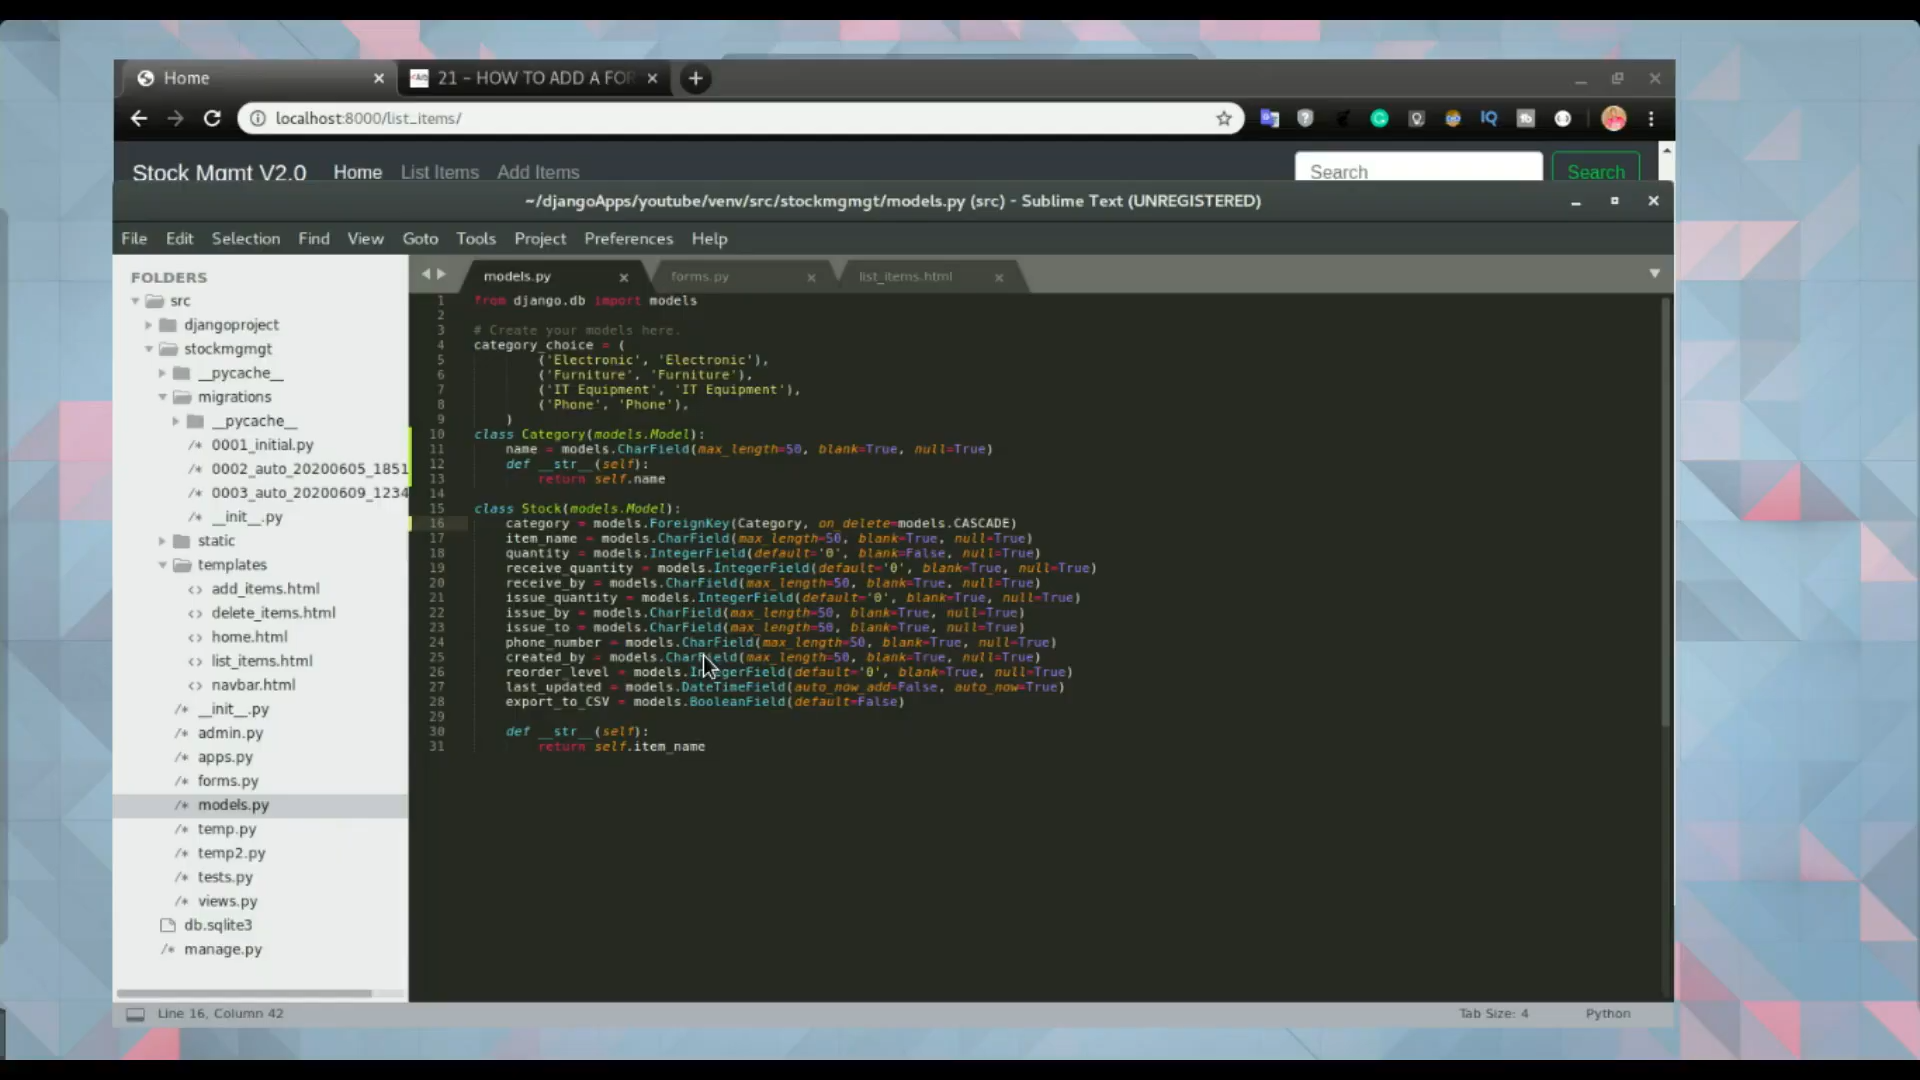 Home
21 – HOW TO ADD A FOR
localhost:8000/list_items/
Stock Mgmt V2.0 Home List Items Add Items Search Search
~/djangoApps/youtube/venv/src/stockmgmgt/models.py (src) - Sublime Text (UNREGISTERED)
File Edit Selection Find View Goto Tools Project Preferences Help
FOLDERS
src
djangoproject
stockmgmgt
__pycache__
migrations
__pycache__
0001_initial.py
0002_auto_20200605_1851
0003_auto_20200609_1234
__init__.py
static
templates
add_items.html
delete_items.html
home.html
list_items.html
navbar.html
__init__.py
admin.py
apps.py
forms.py
models.py
temp.py
temp2.py
tests.py
views.py
db.sqlite3
manage.py
models.py forms.py list_items.html
1 from django.db import models
2
3 # Create your models here.
4 category_choice = (
5 ('Electronic', 'Electronic'),
6 ('Furniture', 'Furniture'),
7 ('IT Equipment', 'IT Equipment'),
8 ('Phone', 'Phone'),
9 )
10 class Category(models.Model):
11 name = models.CharField(max_length=50, blank=True, null=True)
12 def __str__(self):
13 return self.name
14
15 class Stock(models.Model):
16 category = models.ForeignKey(Category, on_delete=models.CASCADE)
17 item_name = models.CharField(max_length=50, blank=True, null=True)
18 quantity = models.IntegerField(default='0', blank=False, null=True)
19 receive_quantity = models.IntegerField(default='0', blank=True, null=True)
20 receive_by = models.CharField(max_length=50, blank=True, null=True)
21 issue_quantity = models.IntegerField(default='0', blank=True, null=True)
22 issue_by = models.CharField(max_length=50, blank=True, null=True)
23 issue_to = models.CharField(max_length=50, blank=True, null=True)
24 phone_number = models.CharField(max_length=50, blank=True, null=True)
25 created_by = models.CharField(max_length=50, blank=True, null=True)
26 reorder_level = models.IntegerField(default='0', blank=True, null=True)
27 last_updated = models.DateTimeField(auto_now_add=False, auto_now=True)
28 export_to_CSV = models.BooleanField(default=False)
29
30 def __str__(self):
31 return self.item_name
Line 16, Column 42 Tab Size: 4 Python